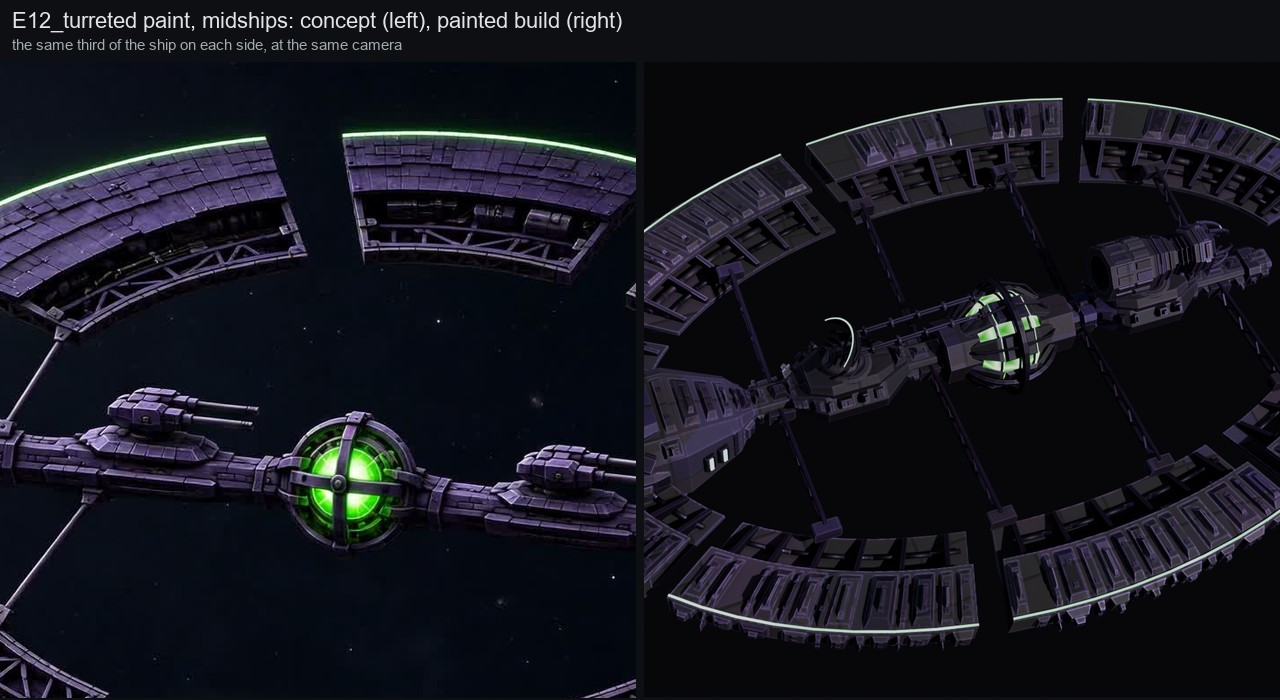 E12_turreted paint, midships: concept (left), painted build (right)
the same third of the ship on each side, at the same camera